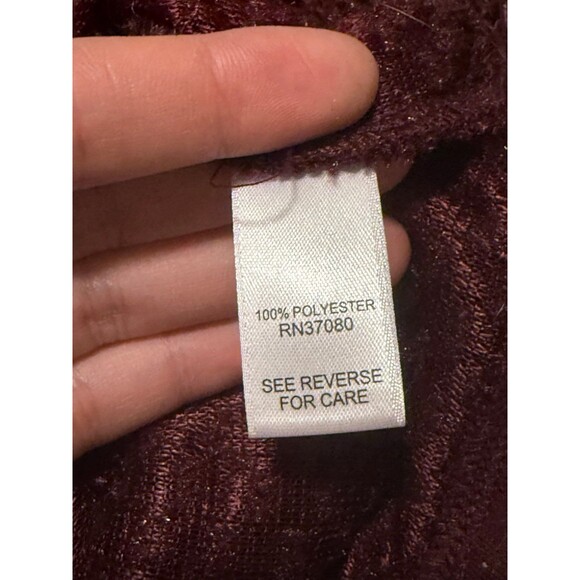 100% POLYESTER
RN37080
SEE REVERSE
FOR CARE